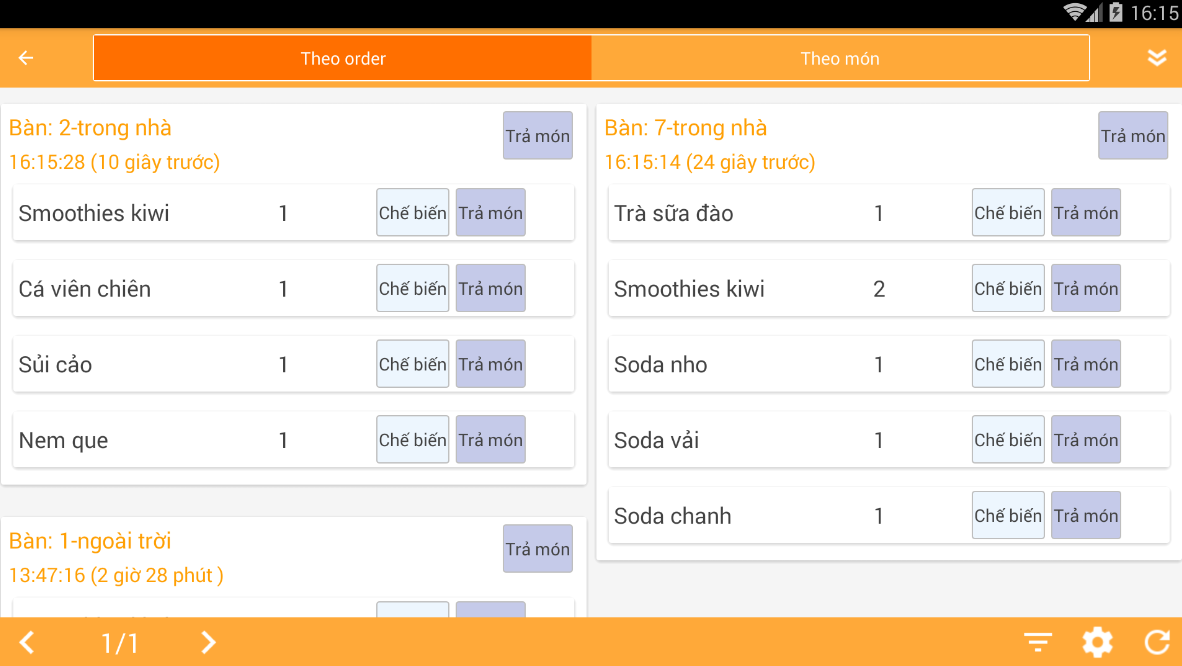 16:15
Theo order
Theo món
Bàn: 2-trong nhà
Trả món
16:15:28 (10 giây trước)
Smoothies kiwi 1 Chế biến Trả món
Cá viên chiên 1 Chế biến Trả món
Sủi cảo 1 Chế biến Trả món
Nem que 1 Chế biến Trả món
Bàn: 1-ngoài trời
Trả món
13:47:16 (2 giờ 28 phút )
Bàn: 7-trong nhà
Trả món
16:15:14 (24 giây trước)
Trà sữa đào 1 Chế biến Trả món
Smoothies kiwi 2 Chế biến Trả món
Soda nho 1 Chế biến Trả món
Soda vải 1 Chế biến Trả món
Soda chanh 1 Chế biến Trả món
1/1